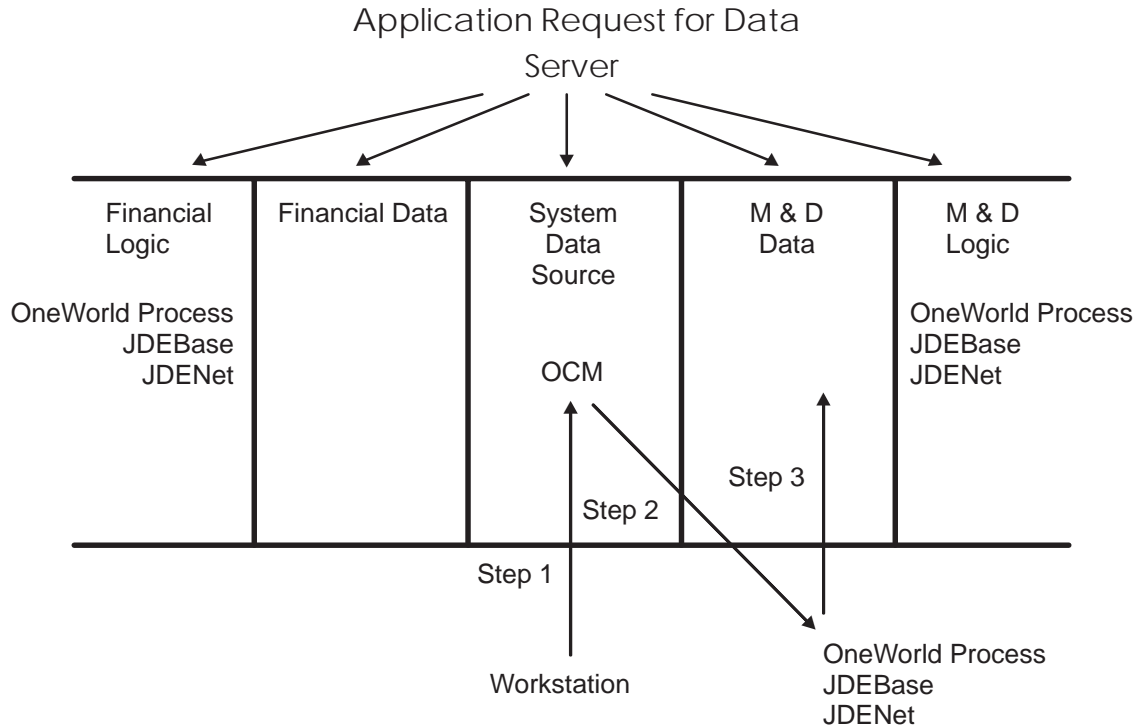 Application Request for Data
Server
Financial
Logic
OneWorld Process
JDEBase
JDENet
Financial Data
System
Data
Source
OCM
M & D
Data
M & D
Logic
OneWorld Process
JDEBase
JDENet
Step 3
Step 2
Step 1
Workstation
OneWorld Process
JDEBase
JDENet